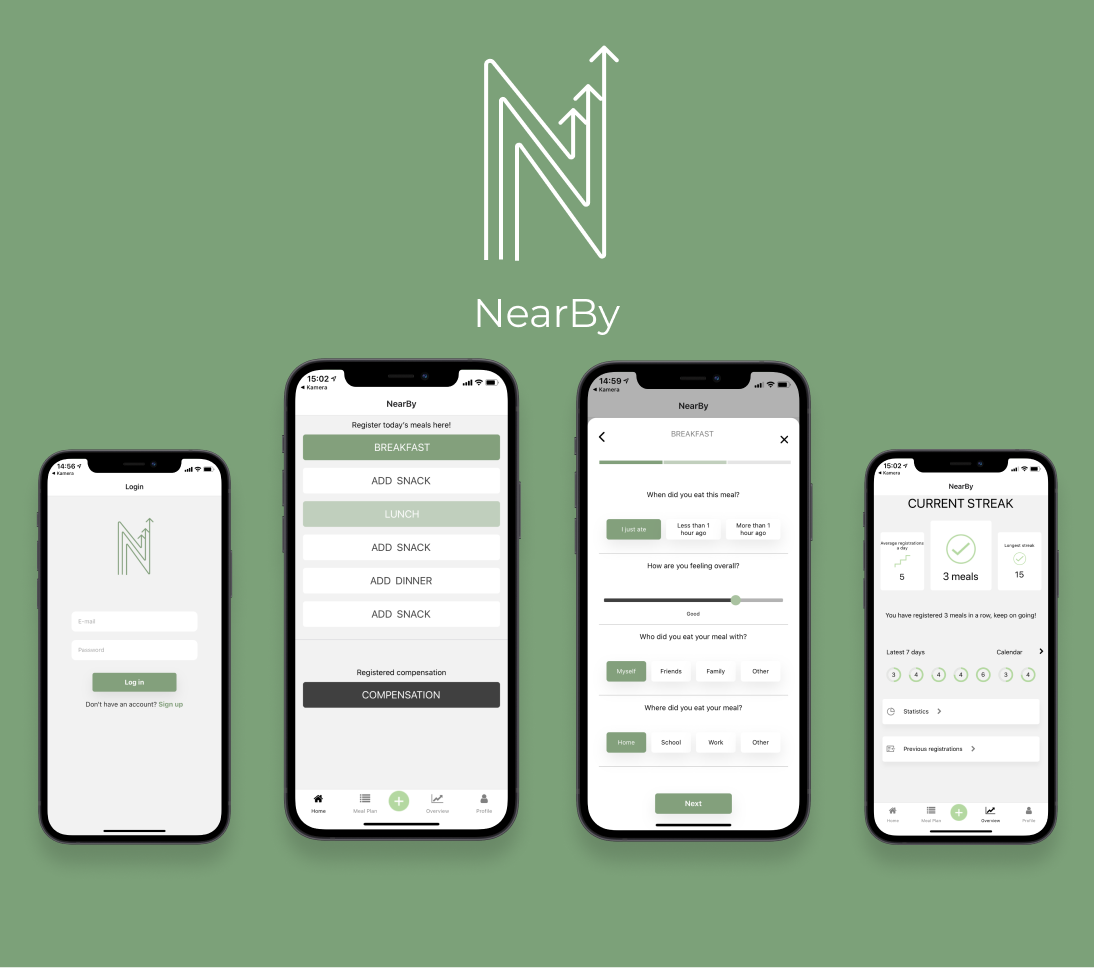 NearBy
14:56
Kamera
Login
E-mail
Password
Log in
Don't have an account? Sign up
15:02
Kamera
NearBy
Register today's meals here!
BREAKFAST
ADD SNACK
LUNCH
ADD SNACK
ADD DINNER
ADD SNACK
Registered compensation
COMPENSATION
Home
Meal Plan
Overview
Profile
14:59
Kamera
NearBy
BREAKFAST
When did you eat this meal?
I just ate
Less than 1
hour ago
More than 1
hour ago
How are you feeling overall?
Good
Who did you eat your meal with?
Myself
Friends
Family
Other
Where did you eat your meal?
Home
School
Work
Other
Next
15:02
Kamera
NearBy
CURRENT STREAK
Average registrations
a day
5
3 meals
Longest streak
15
You have registered 3 meals in a row, keep on going!
Latest 7 days
Calendar
3 4 4 4 6 3 4
Statistics
Previous registrations
Home
Meal Plan
Overview
Profile